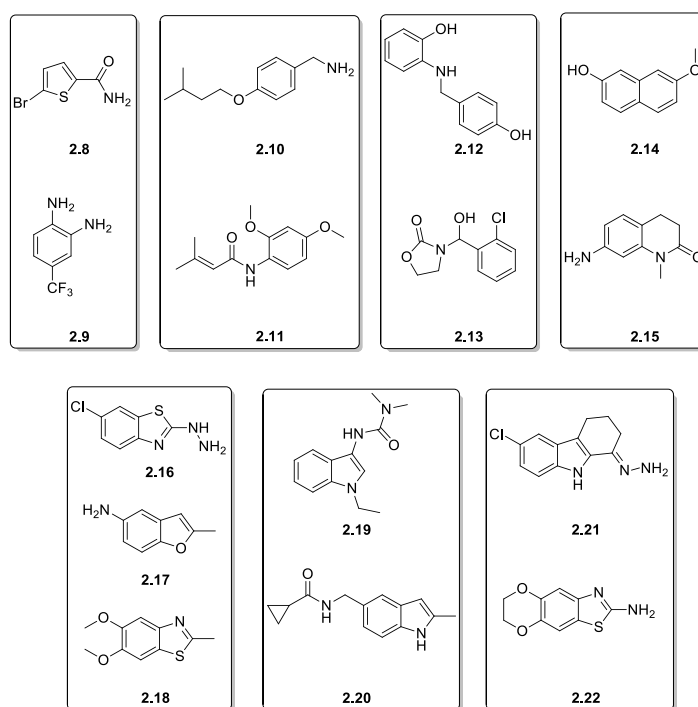 O
Br S NH2
2.8
NH2
NH2
CF3
2.9
NH2
O
2.10
O
O O
N
H
2.11
OH
NH
OH
2.12
OH Cl
O
N
O
2.13
O
HO
2.14
H2N N O
2.15
Cl S NH
N NH2
2.16
H2N
O
2.17
O N
O S
2.18
N
HN O
N
2.19
O
N
H
N
H
2.20
Cl
N
H
N NH2
2.21
O N
NH2
O S
2.22